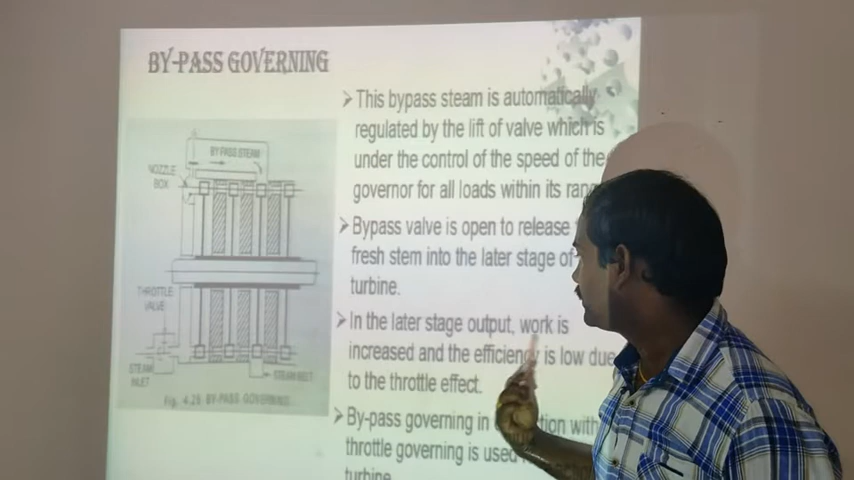 BY-PASS GOVERNING
➢ This bypass steam is automatically
regulated by the lift of valve which is
under the control of the speed of the
governor for all loads within its
➢ Bypass valve is open to release
fresh stem into the later stage of
turbine.
➢ In the later stage output, work is
increased and the efficiency is low due
to the throttle effect.
➢ By-pass governing in
throttle governing is used
turbine
BY PASS STEAM
NOZZLE
BOX
THROTTLE
VALVE
STEAM
INLET
STEAM BELT
Fig. 4.28 BY-PASS GOVERNING